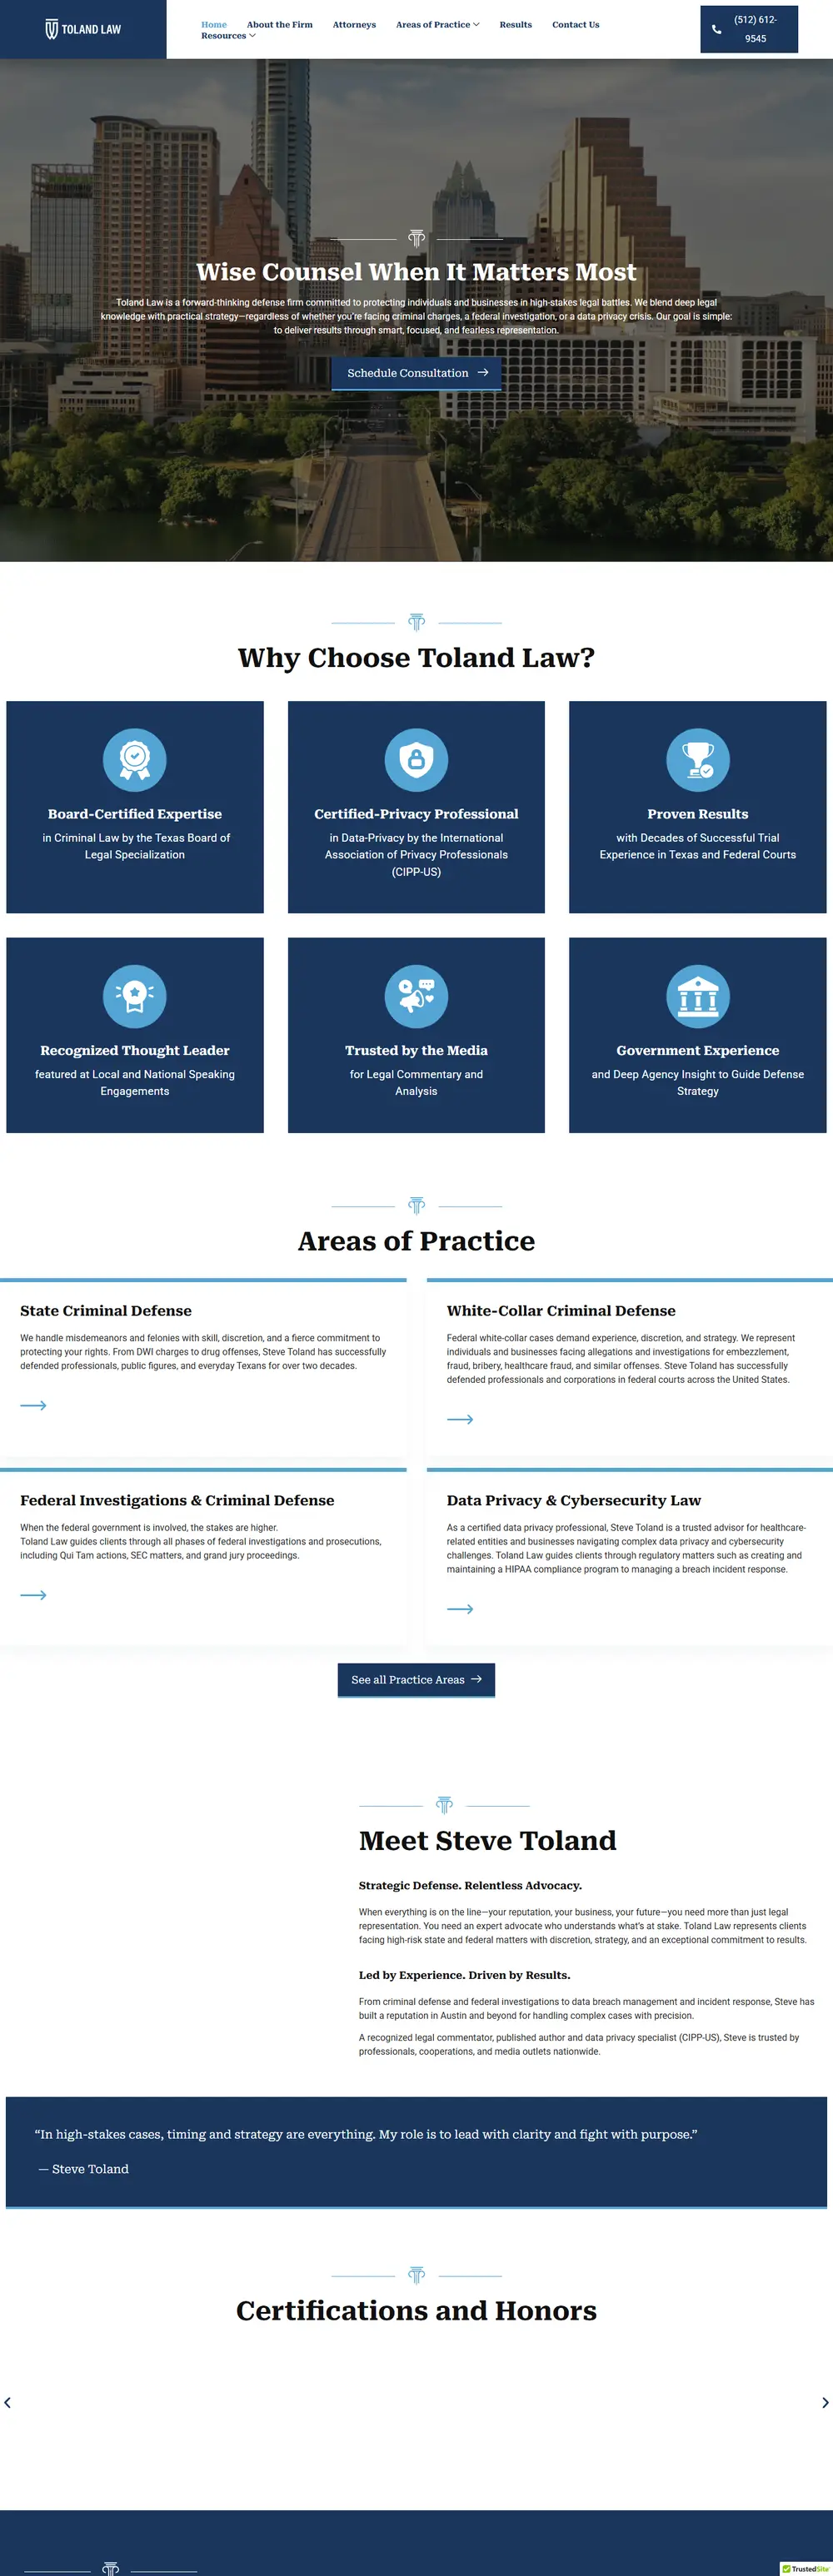 TOLAND LAW
Home About the Firm Attorneys Areas of Practice Results Contact Us
Resources
(512) 612-
9545
Wise Counsel When It Matters Most
Toland Law is a forward-thinking defense firm committed to protecting individuals and businesses in high-stakes legal battles. We blend deep legal
knowledge with practical strategy—regardless of whether you're facing criminal charges, a federal investigation, or a data privacy crisis. Our goal is simple:
to deliver results through smart, focused, and fearless representation.
Schedule Consultation
Why Choose Toland Law?
Board-Certified Expertise
in Criminal Law by the Texas Board of
Legal Specialization
Certified-Privacy Professional
in Data-Privacy by the International
Association of Privacy Professionals
(CIPP-US)
Proven Results
with Decades of Successful Trial
Experience in Texas and Federal Courts
Recognized Thought Leader
featured at Local and National Speaking
Engagements
Trusted by the Media
for Legal Commentary and
Analysis
Government Experience
and Deep Agency Insight to Guide Defense
Strategy
Areas of Practice
State Criminal Defense
We handle misdemeanors and felonies with skill, discretion, and a fierce commitment to
protecting your rights. From DWI charges to drug offenses, Steve Toland has successfully
defended professionals, public figures, and everyday Texans for over two decades.
White-Collar Criminal Defense
Federal white-collar cases demand experience, discretion, and strategy. We represent
individuals and businesses facing allegations and investigations for embezzlement,
fraud, bribery, healthcare fraud, and similar offenses. Steve Toland has successfully
defended professionals and corporations in federal courts across the United States.
Federal Investigations & Criminal Defense
When the federal government is involved, the stakes are higher.
Toland Law guides clients through all phases of federal investigations and prosecutions,
including Qui Tam actions, SEC matters, and grand jury proceedings.
Data Privacy & Cybersecurity Law
As a certified data privacy professional, Steve Toland is a trusted advisor for healthcare-
related entities and businesses navigating complex data privacy and cybersecurity
challenges. Toland Law guides clients through regulatory matters such as creating and
maintaining a HIPAA compliance program to managing a breach incident response.
See all Practice Areas
Meet Steve Toland
Strategic Defense. Relentless Advocacy.
When everything is on the line—your reputation, your business, your future—you need more than just legal
representation. You need an expert advocate who understands what's at stake. Toland Law represents clients
facing high-risk state and federal matters with discretion, strategy, and an exceptional commitment to results.
Led by Experience. Driven by Results.
From criminal defense and federal investigations to data breach management and incident response, Steve has
built a reputation in Austin and beyond for handling complex cases with precision.
A recognized legal commentator, published author and data privacy specialist (CIPP-US), Steve is trusted by
professionals, cooperations, and media outlets nationwide.
“In high-stakes cases, timing and strategy are everything. My role is to lead with clarity and fight with purpose.”
— Steve Toland
Certifications and Honors
TrustedSite